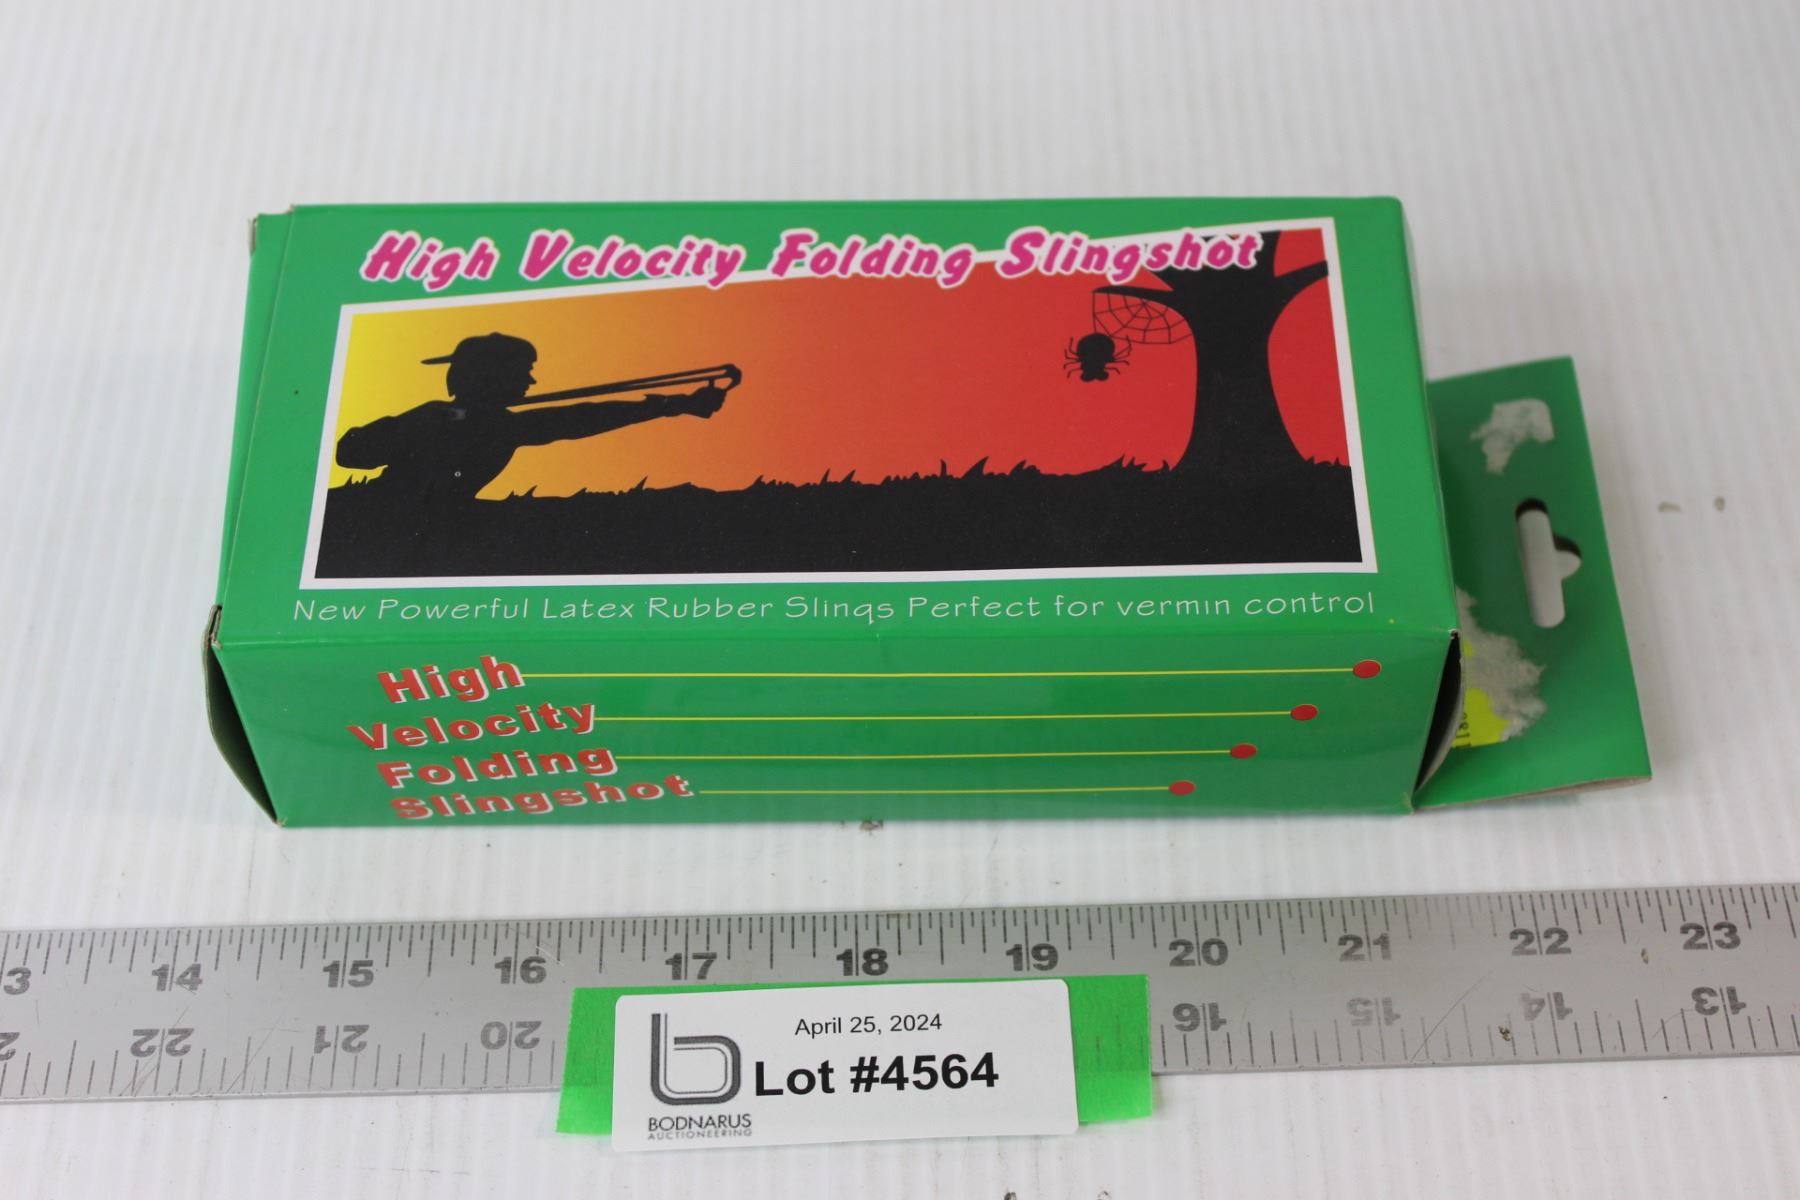 High Velocity Folding Slingshot
New Powerful Latex Rubber Slings Perfect for vermin control
High
Velocity
Folding
Slingshot
3 14 15 16 17 18 19 20 21 22 23
22 21 20 16 15 14 13
April 25, 2024
Lot #4564
BODNARUS
AUCTIONEERING